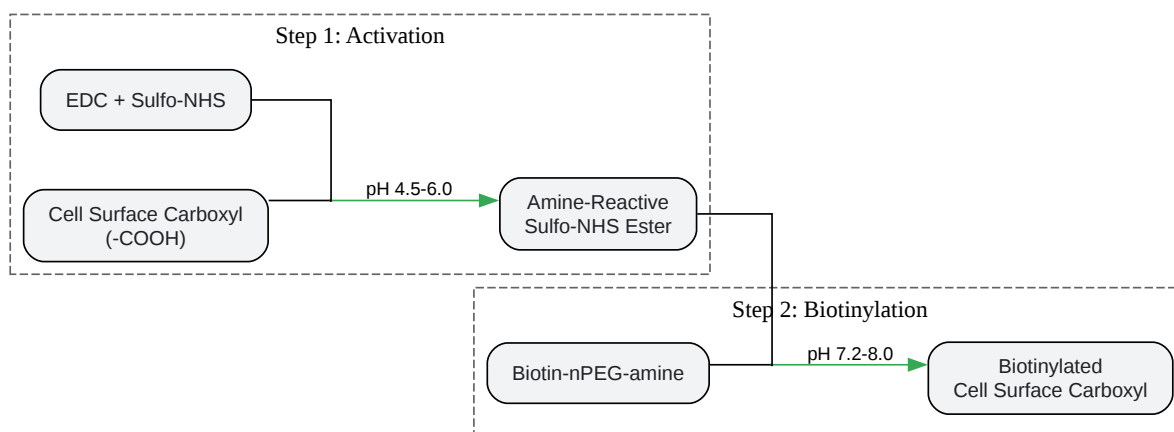 Step 1: Activation
EDC + Sulfo-NHS
Cell Surface Carboxyl
(-COOH)
pH 4.5-6.0
Amine-Reactive
Sulfo-NHS Ester
Step 2: Biotinylation
Biotin-nPEG-amine
pH 7.2-8.0
Biotinylated
Cell Surface Carboxyl